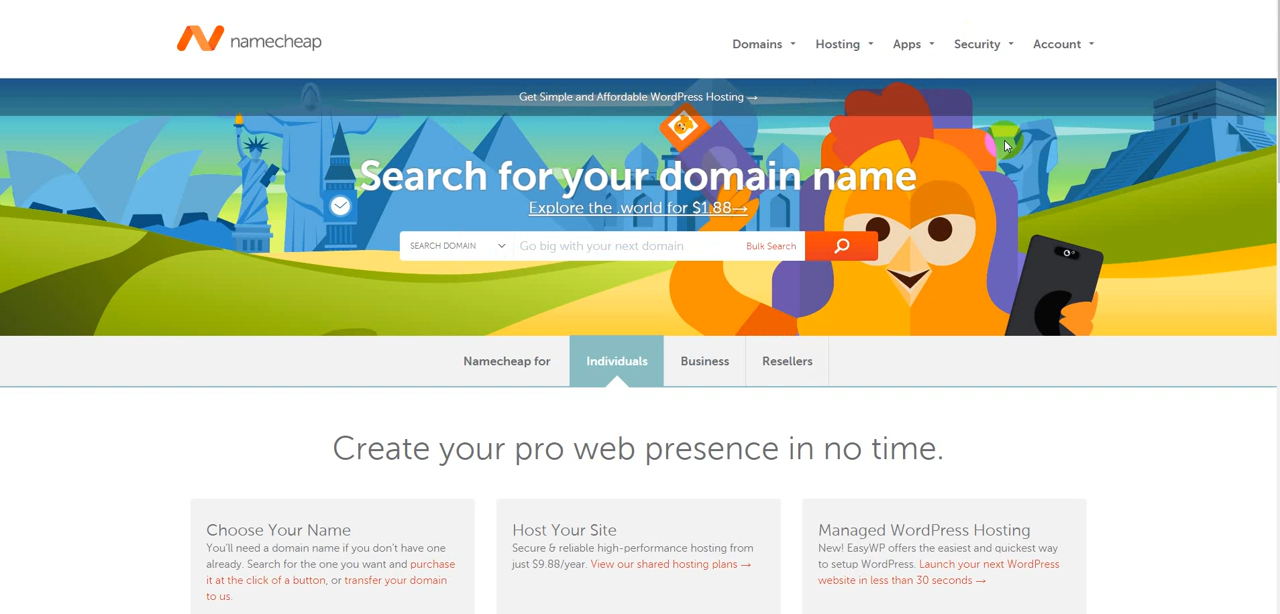 namecheap
Domains Hosting Apps Security Account
Get Simple and Affordable WordPress Hosting →
Search for your domain name
Explore the world for $1.88→
SEARCH DOMAIN Go big with your next domain Bulk Search
Namecheap for Individuals Business Resellers
Create your pro web presence in no time.
Choose Your Name
You'll need a domain name if you don't have one
already. Search for the one you want and purchase
it at the click of a button, or transfer your domain
to us.
Host Your Site
Secure & reliable high-performance hosting from
just $9.88/year. View our shared hosting plans →
Managed WordPress Hosting
New! EasyWP offers the easiest and quickest way
to setup WordPress. Launch your next WordPress
website in less than 30 seconds →